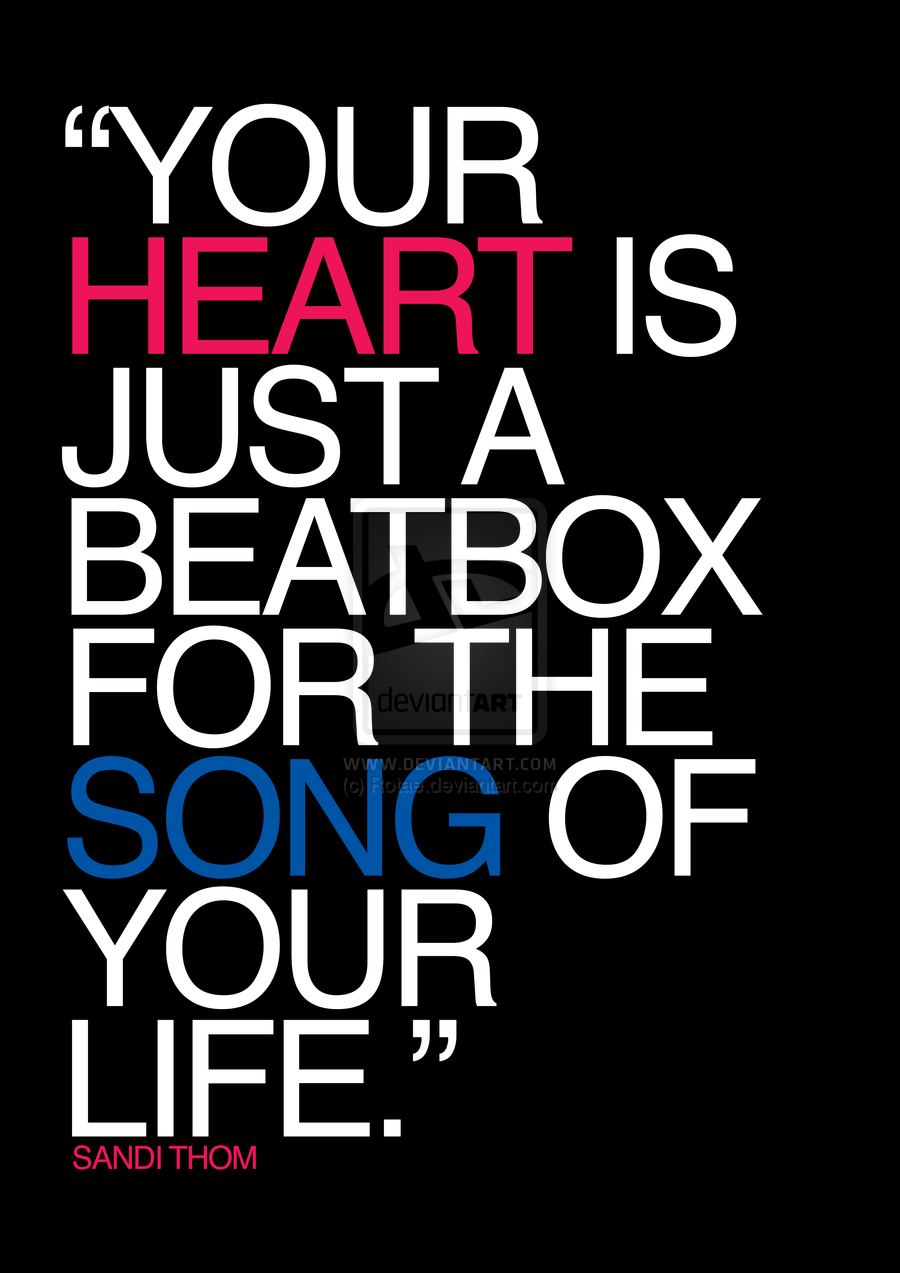 “YOUR
HEART IS
JUST A
BEATBOX
FOR THE
deviantART
WWW.DEVIANTART.COM
(c) Rotae.deviantart.com
SONG OF
YOUR
LIFE.”
SANDI THOM